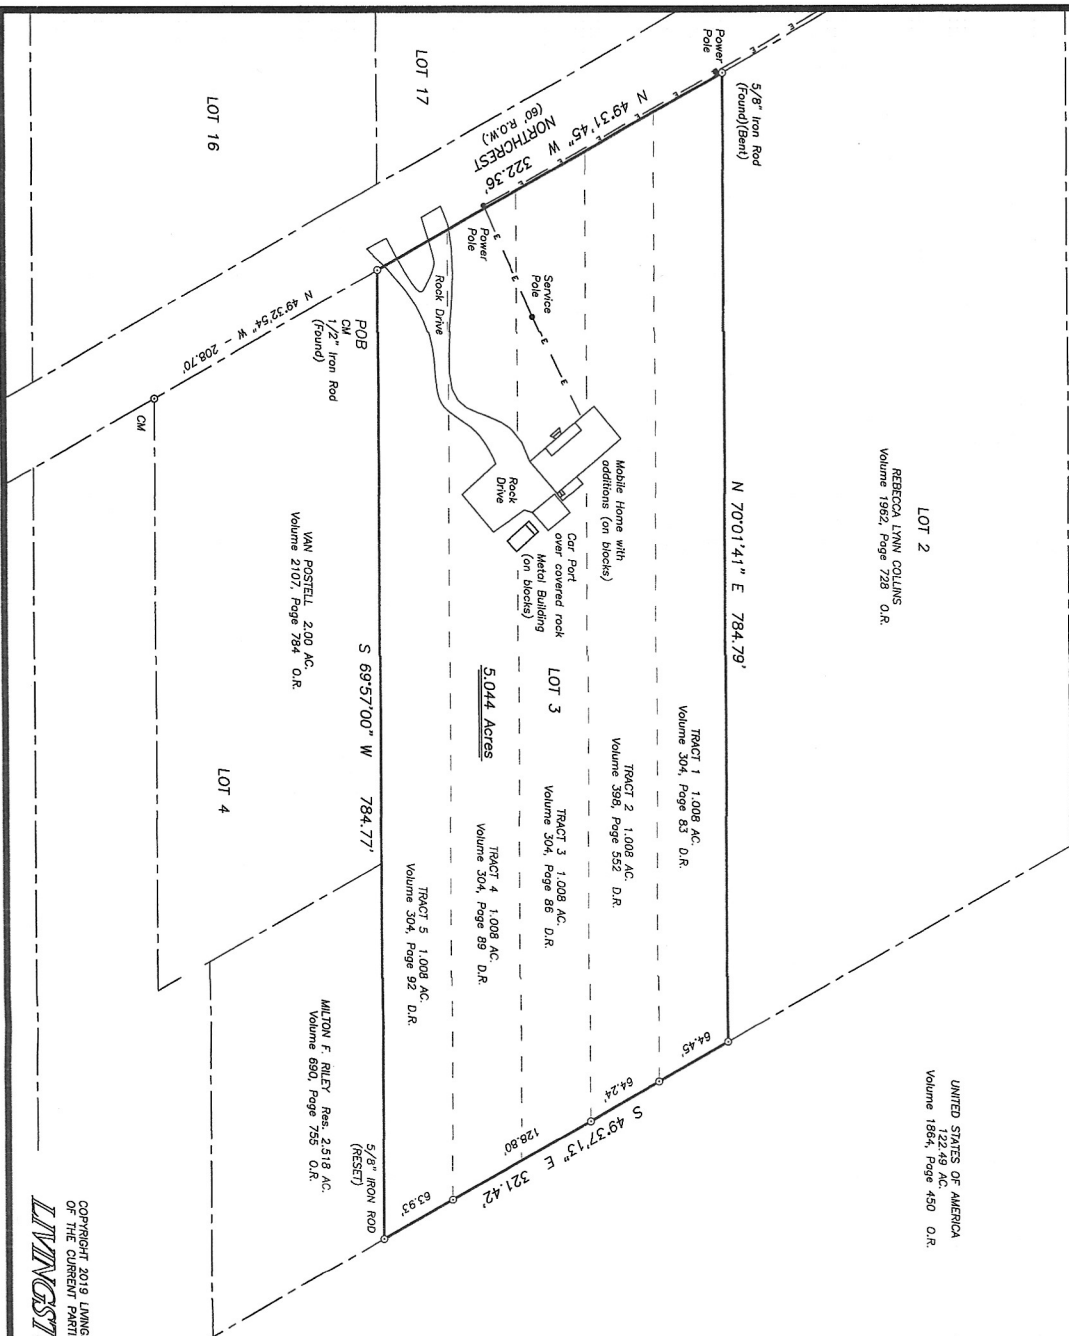 LOT 2
REBECCA LYNN COLLINS
Volume 1962, Page 728 O.R.
UNITED STATES OF AMERICA
122.49 AC.
Volume 1864, Page 450 O.R.
Power
Pole
5/8" Iron Rod
(Found)(Bent)
N 70°01'41" E 784.79'
N 49°31'45" W 322.36'
NORTHCREST
(60' R.O.W.)
LOT 17
LOT 16
TRACT 1 1.008 AC.
Volume 304, Page 83 D.R.
TRACT 2 1.008 AC.
Volume 398, Page 552 D.R.
LOT 3
TRACT 3 1.008 AC.
Volume 304, Page 86 D.R.
5.044 Acres
TRACT 4 1.008 AC.
Volume 304, Page 89 D.R.
TRACT 5 1.008 AC.
Volume 304, Page 92 D.R.
Mobile Home with
additions (on blocks)
Car Port
over covered rock
Metal Building
(on blocks)
Service
Pole
Power
Pole
Rock Drive
Rock
Drive
E
E
E
E
E
E
E
E
E
E
E
64.45'
64.24'
128.80'
63.93'
S 49°37'13" E 321.42'
S 69°57'00" W 784.77'
POB
CM
1/2" Iron Rod
(Found)
N 49°32'54" W - 208.70'
CM
VAN POSTELL 2.00 AC.
Volume 2107, Page 784 O.R.
LOT 4
5/8" IRON ROD
(RESET)
MILTON F. RILEY Res. 2.518 AC.
Volume 690, Page 755 O.R.
COPYRIGHT 2019 LIVING
OF THE CURRENT PARTI
LIVINGST